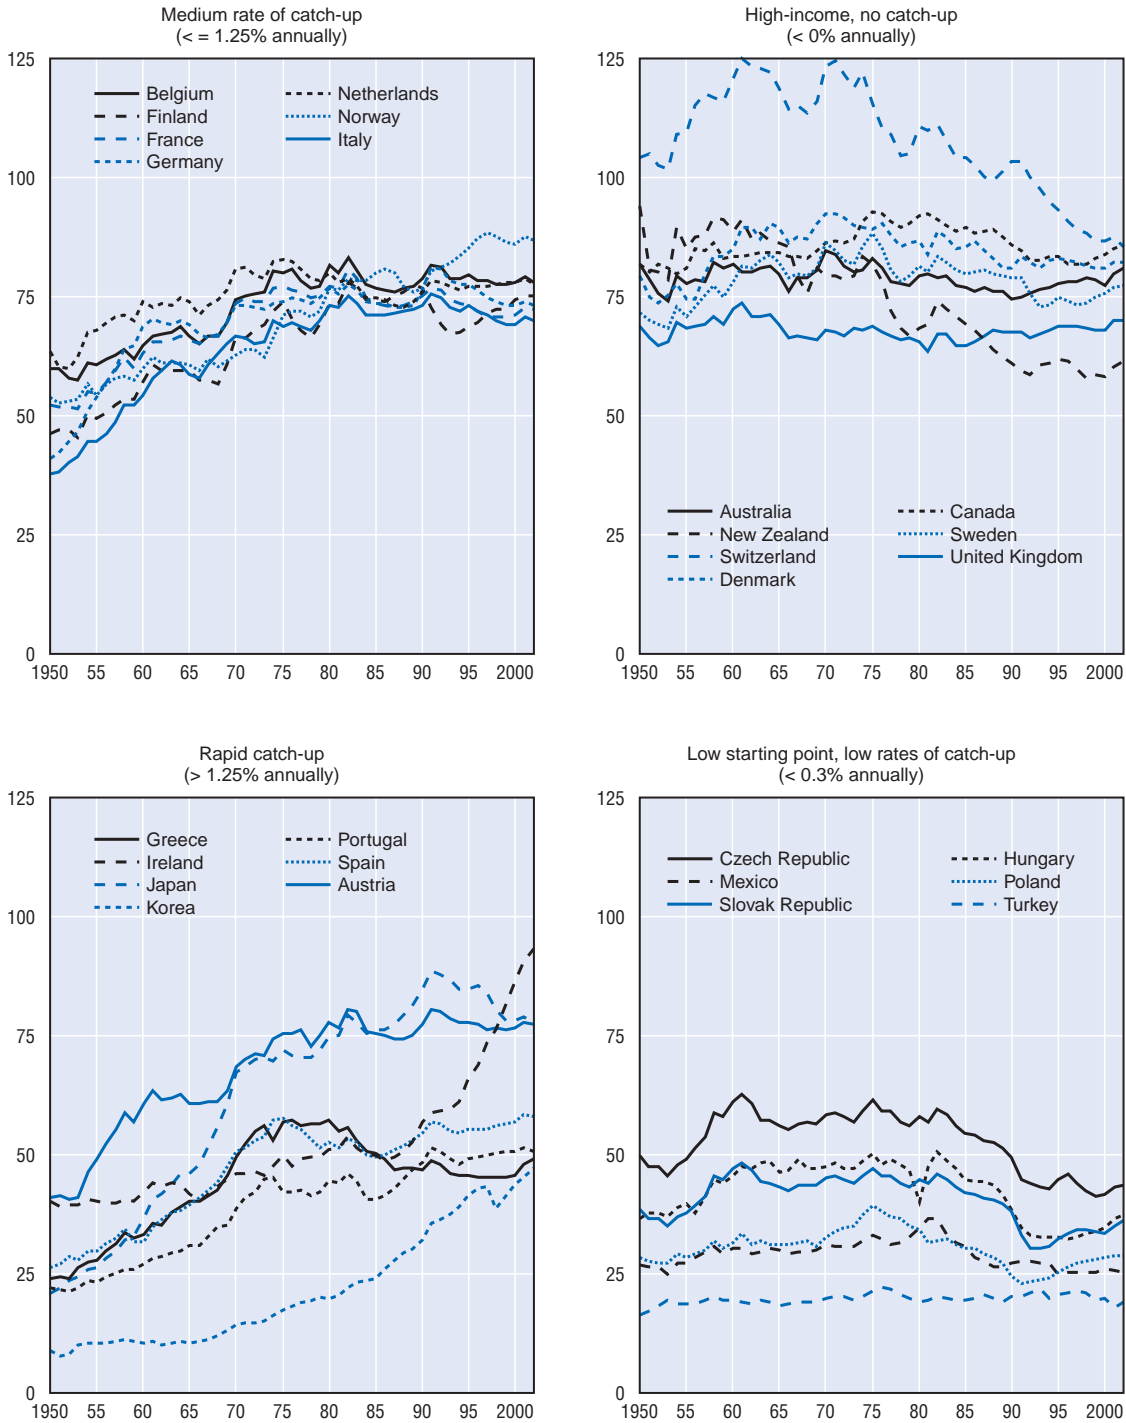 Medium rate of catch-up
(< = 1.25% annually)
125
100
75
50
25
0
Belgium
Finland
France
Germany
Netherlands
Norway
Italy
1950 55 60 65 70 75 80 85 90 95 2000
High-income, no catch-up
(< 0% annually)
125
100
75
50
25
0
Australia
New Zealand
Switzerland
Denmark
Canada
Sweden
United Kingdom
1950 55 60 65 70 75 80 85 90 95 2000
Rapid catch-up
(> 1.25% annually)
125
100
75
50
25
0
Greece
Ireland
Japan
Korea
Portugal
Spain
Austria
1950 55 60 65 70 75 80 85 90 95 2000
Low starting point, low rates of catch-up
(< 0.3% annually)
125
100
75
50
25
0
Czech Republic
Mexico
Slovak Republic
Hungary
Poland
Turkey
1950 55 60 65 70 75 80 85 90 95 2000